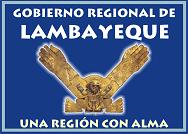 GOBIERNO REGIONAL DE
LAMBAYEQUE
UNA REGIÓN CON ALMA